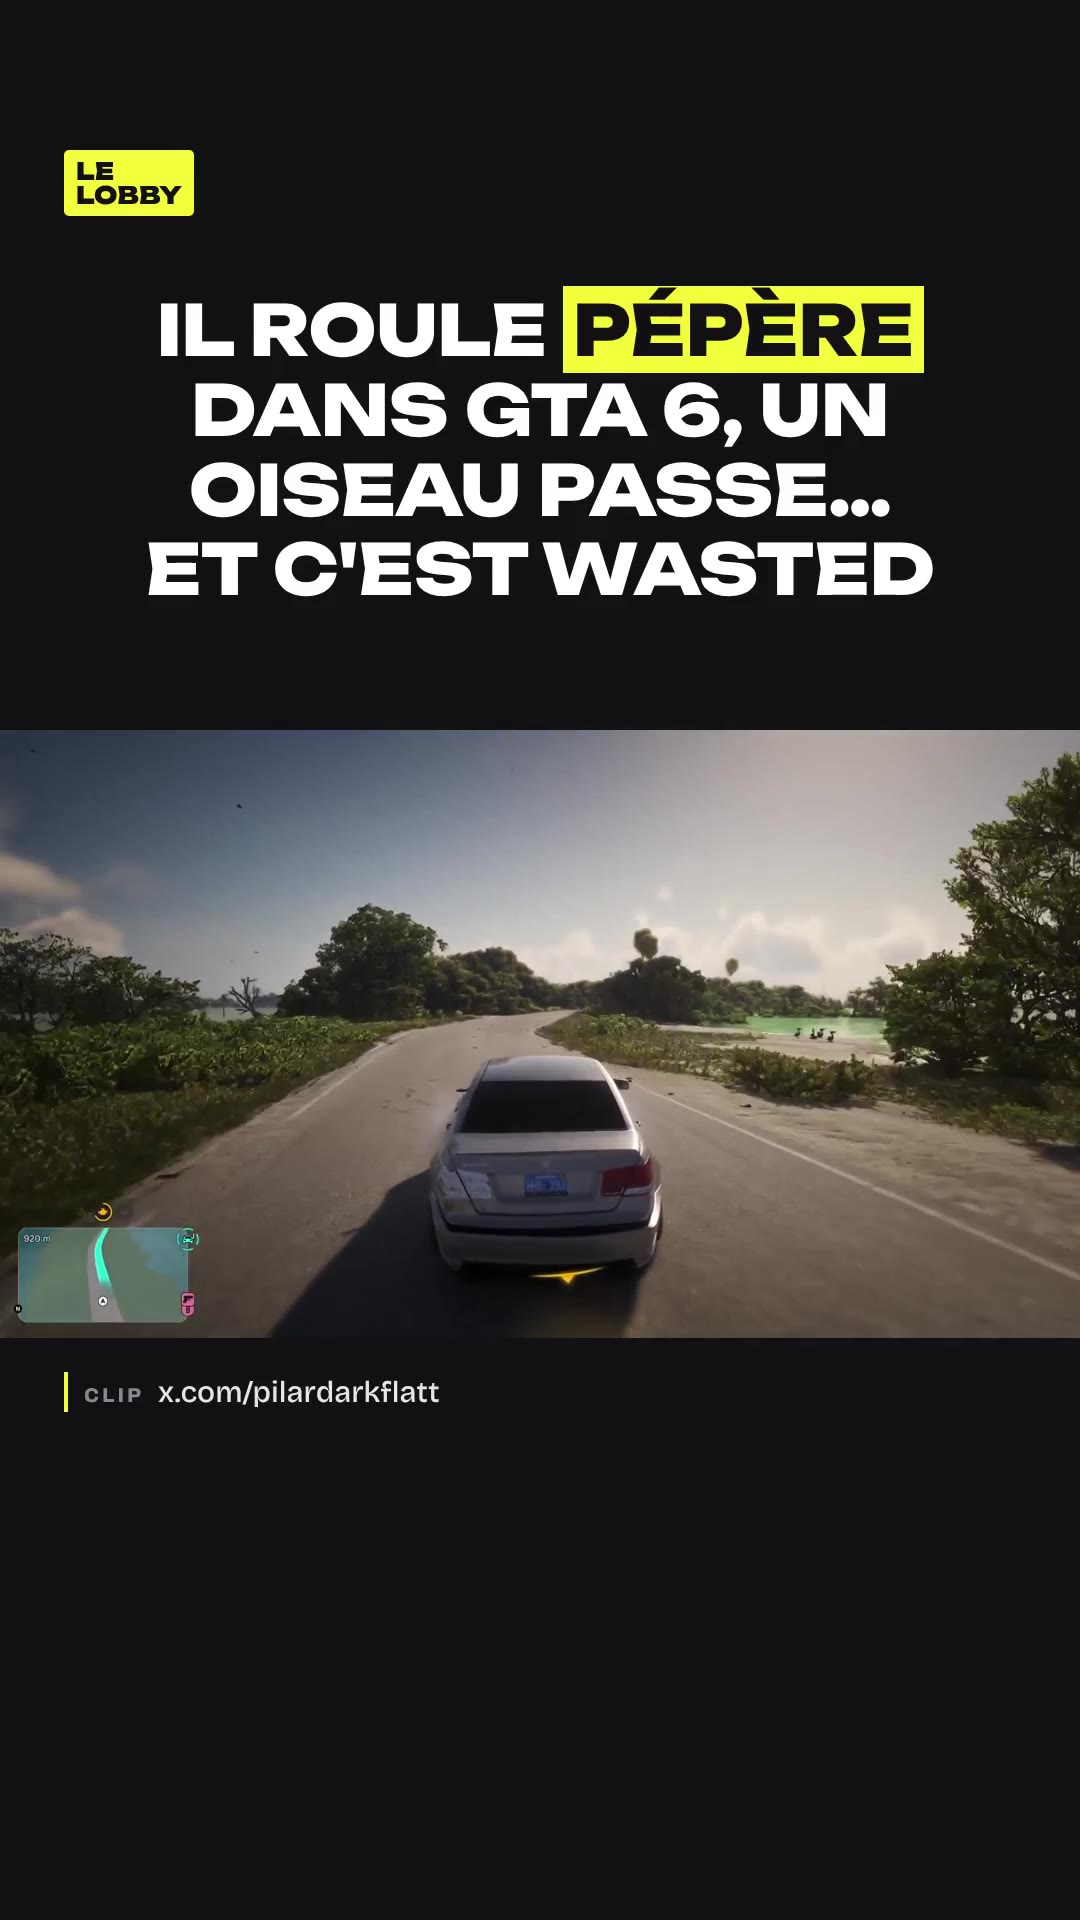 LE
LOBBY
IL ROULE PÉPÈRE
DANS GTA 6, UN
OISEAU PASSE...
ET C'EST WASTED
920 m
N
CLIP x.com/pilardarkflatt